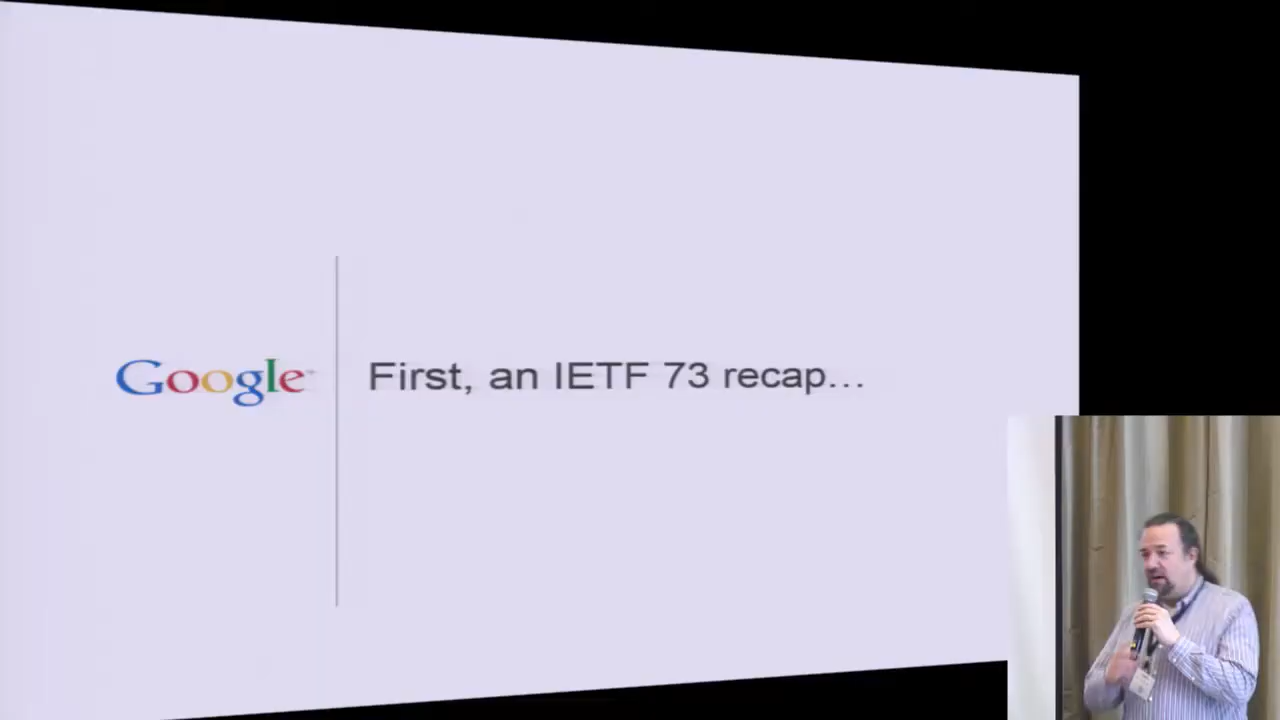 Google
First, an IETF 73 recap…